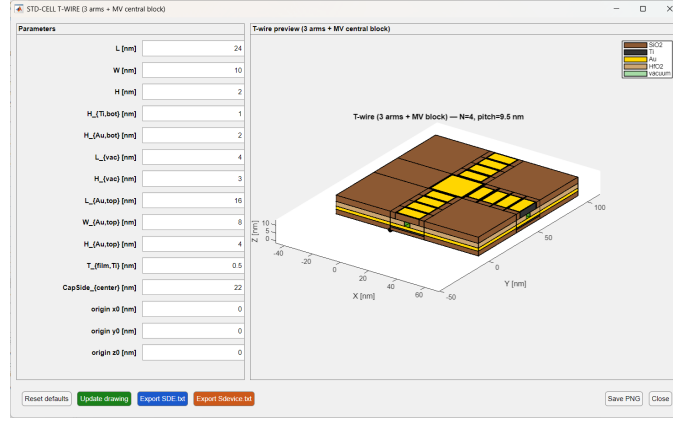 STD-CELL T-WIRE (3 arms + MV central block)
Parameters
L [nm] 24
W [nm] 10
H [nm] 2
H_{Ti,bot} [nm] 1
H_{Au,bot} [nm] 2
L_{vac} [nm] 4
H_{vac} [nm] 3
L_{Au,top} [nm] 16
W_{Au,top} [nm] 8
H_{Au,top} [nm] 4
T_{film,Ti} [nm] 0.5
CapSide_{center} [nm] 22
origin x0 [nm] 0
origin y0 [nm] 0
origin z0 [nm] 0
T-wire preview (3 arms + MV central block)
SiO2
Ti
Au
HfO2
vacuum
T-wire (3 arms + MV block) — N=4, pitch=9.5 nm
Z [nm]
10
5
0
-40
-20
0
20
40
60
X [nm]
-50
0
50
100
Y [nm]
Reset defaults Update drawing Export SDE.txt Export Sdevice.txt Save PNG Close